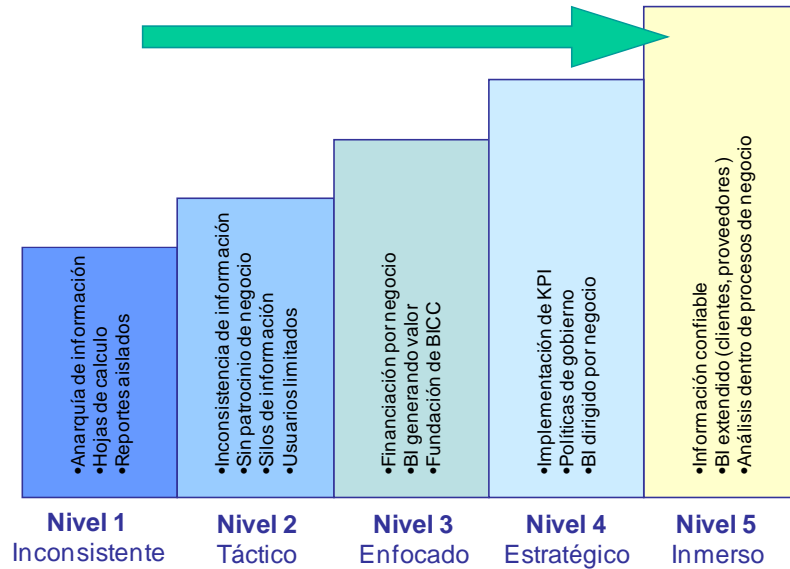 •Anarquía de información
•Hojas de calculo
•Reportes aislados
•Inconsistencia de información
•Sin patrocinio de negocio
•Silos de información
•Usuarios limitados
•Financiación por negocio
•BI generando valor
•Fundación de BICC
•Implementación de KPI
•Políticas de gobierno
•BI dirigido por negocio
•Información confiable
•BI extendido (clientes, proveedores )
•Análisis dentro de procesos de negocio
Nivel 1
Inconsistente
Nivel 2
Táctico
Nivel 3
Enfocado
Nivel 4
Estratégico
Nivel 5
Inmerso